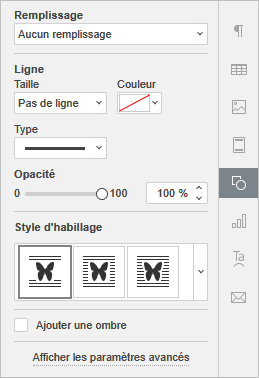 Remplissage
Aucun remplissage
Ligne
Taille Couleur
Pas de ligne
Type
Opacité
0 100 100 %
Style d'habillage
Ajouter une ombre
Afficher les paramètres avancés
Ta